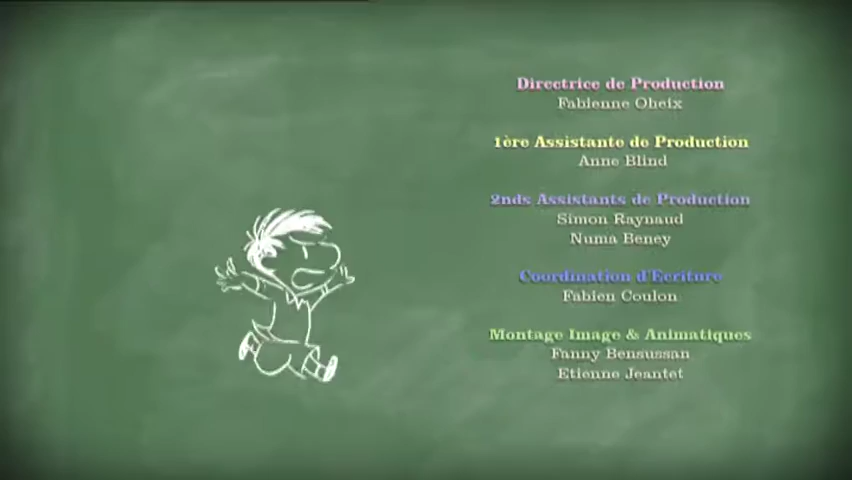 Directrice de Production
Fabienne Obeix
1ère Assistante de Production
Anne Blind
2nds Assistants de Production
Simon Raynaud
Numa Beney
Coordination d'Ecriture
Fabien Coulon
Montage Image & Animatiques
Fanny Bensussan
Etienne Jeantet